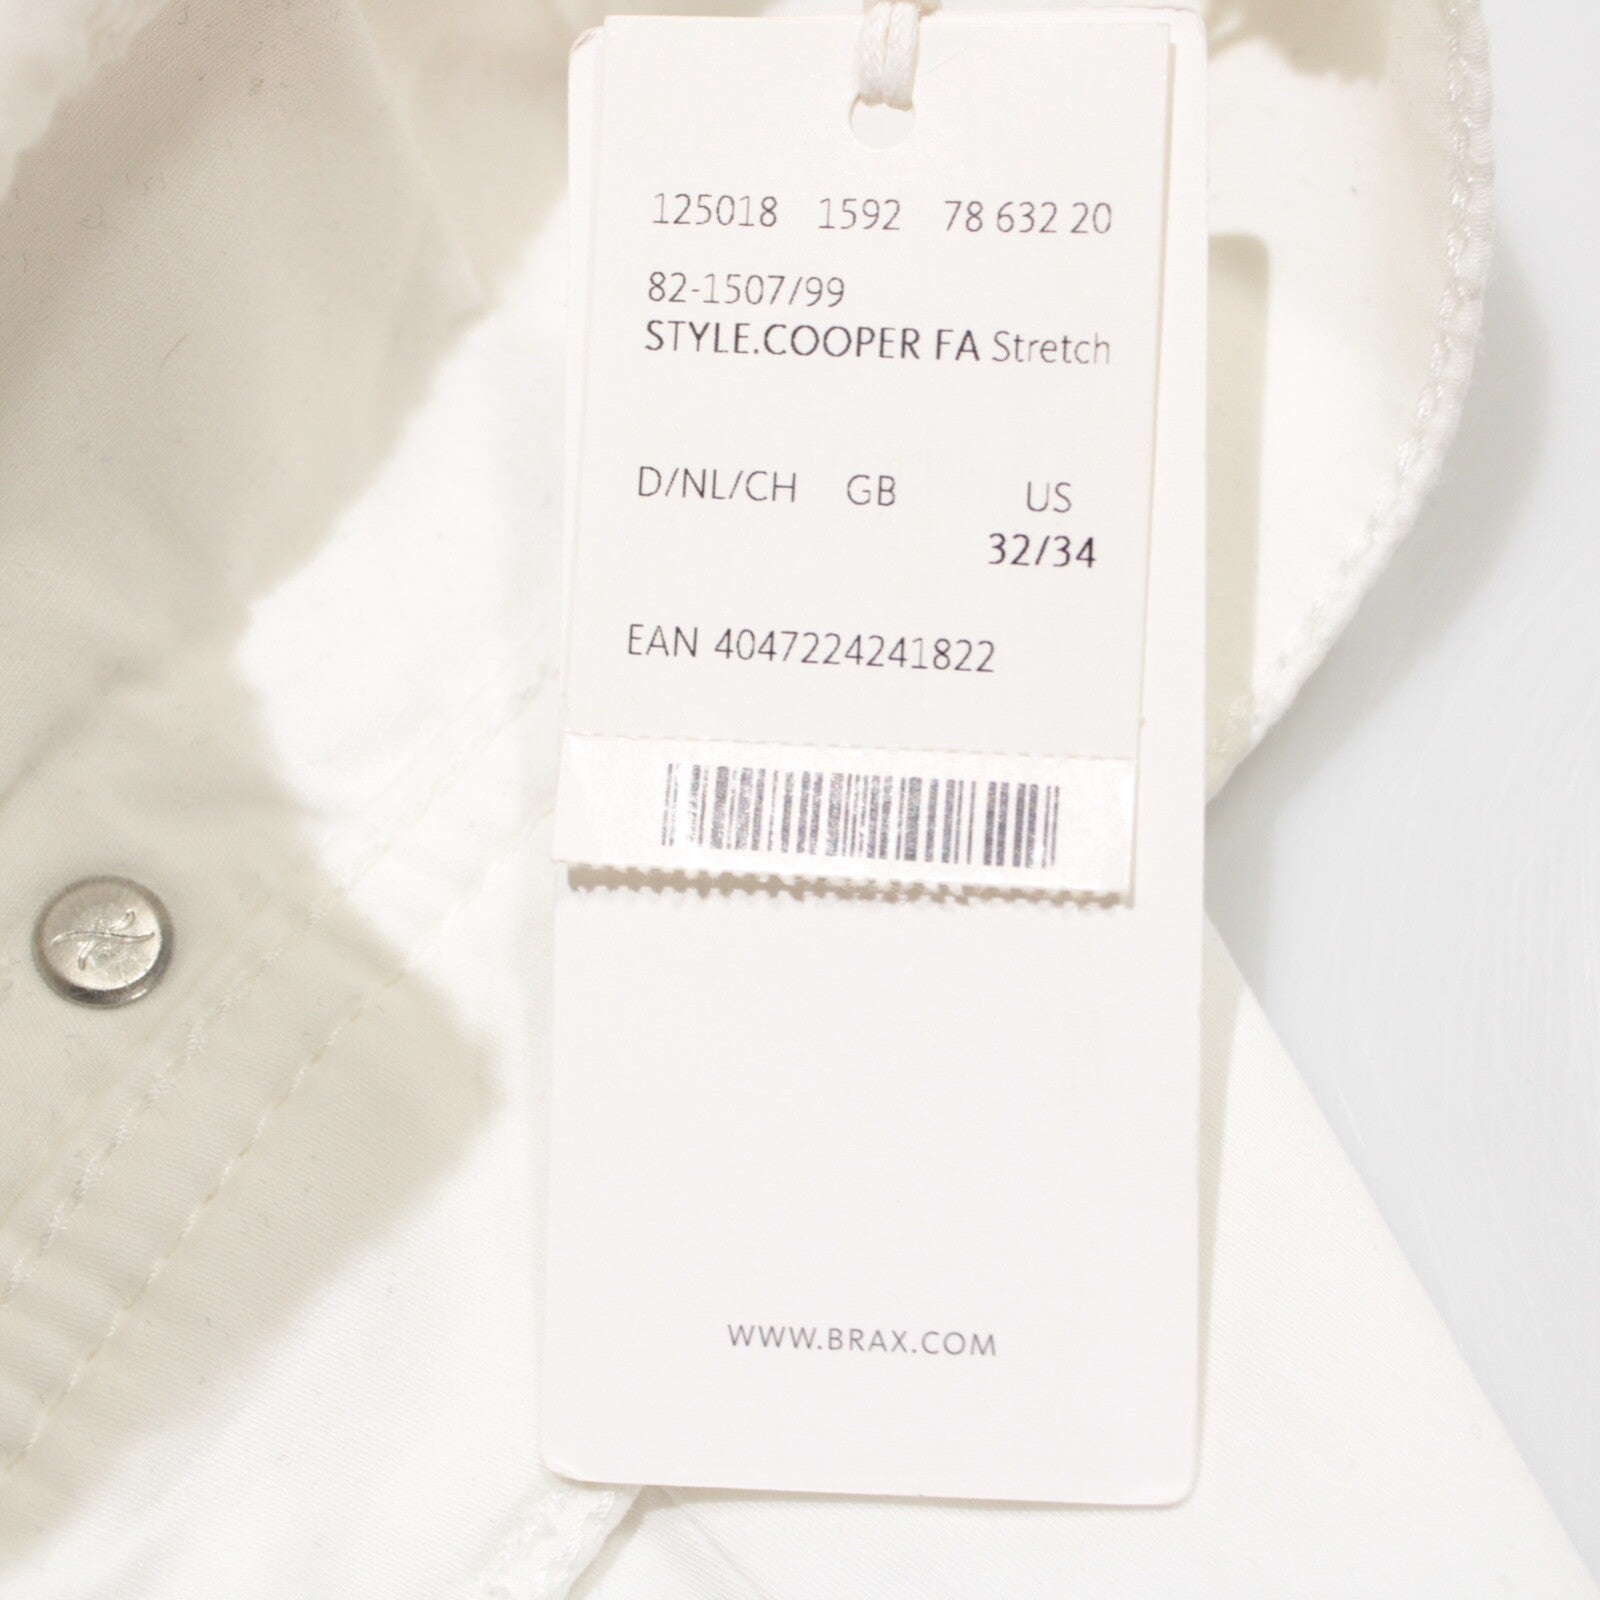 125018 1592 78 632 20
82-1507/99
STYLE.COOPER FA Stretch
D/NL/CH GB US
32/34
EAN 4047224241822
WWW.BRAX.COM